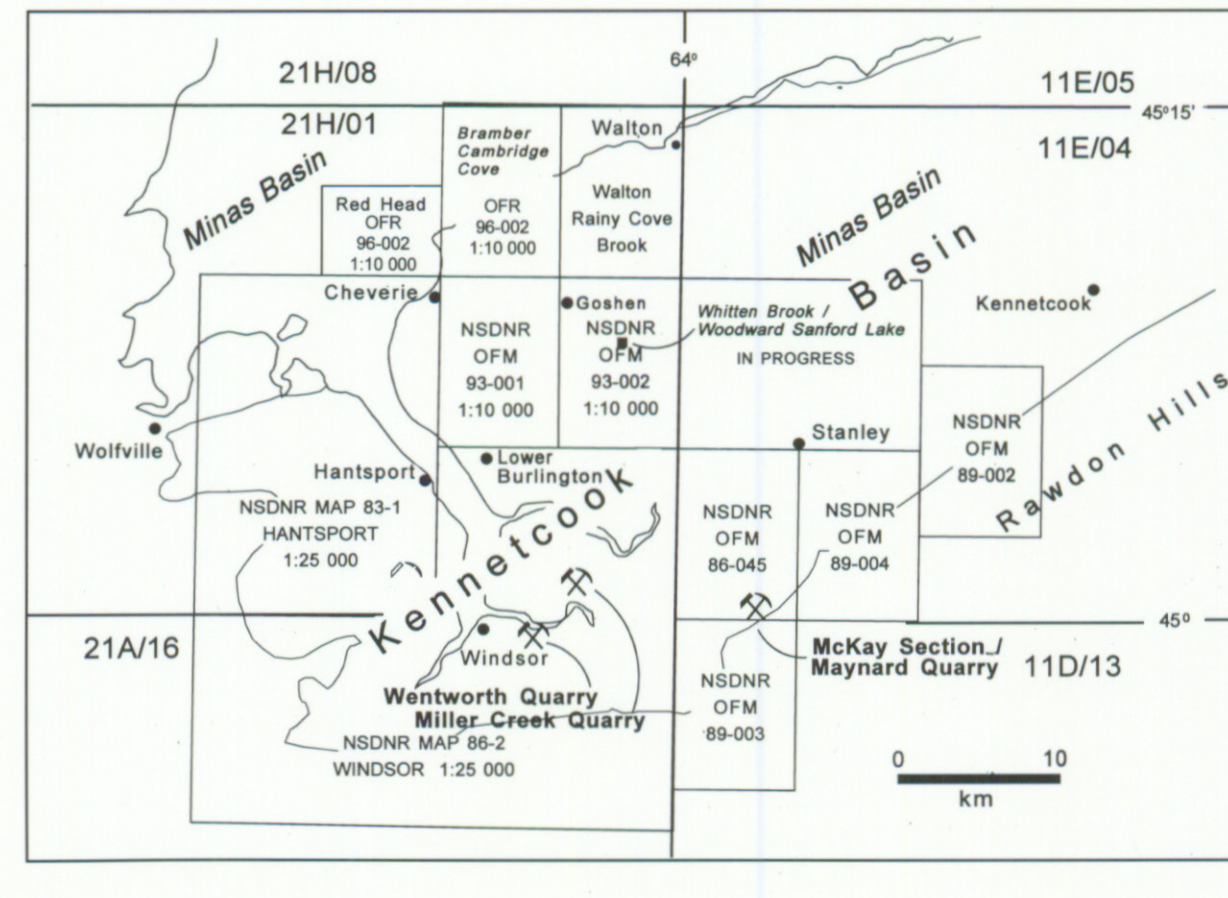 21H/08
64º
11E/05
45º15'
21H/01
11E/04
Bramber
Cambridge
Cove
OFR
96-002
1:10 000
Walton
Walton
Rainy Cove
Brook
Minas Basin
Red Head
OFR
96-002
1:10 000
Minas Basin
Kennetcook Basin
Cheverie
Goshen
Kennetcook
NSDNR
OFM
93-001
1:10 000
NSDNR
OFM
93-002
1:10 000
Whitten Brook /
Woodward Sanford Lake
IN PROGRESS
Rawdon Hills
NSDNR
OFM
89-002
Wolfville
Stanley
Hantsport
Lower
Burlington
NSDNR MAP 83-1
HANTSPORT
1:25 000
NSDNR
OFM
86-045
NSDNR
OFM
89-004
45º
21A/16
Windsor
Wentworth Quarry
Miller Creek Quarry
McKay Section /
Maynard Quarry
11D/13
NSDNR
OFM
89-003
NSDNR MAP 86-2
WINDSOR 1:25 000
0 10
km